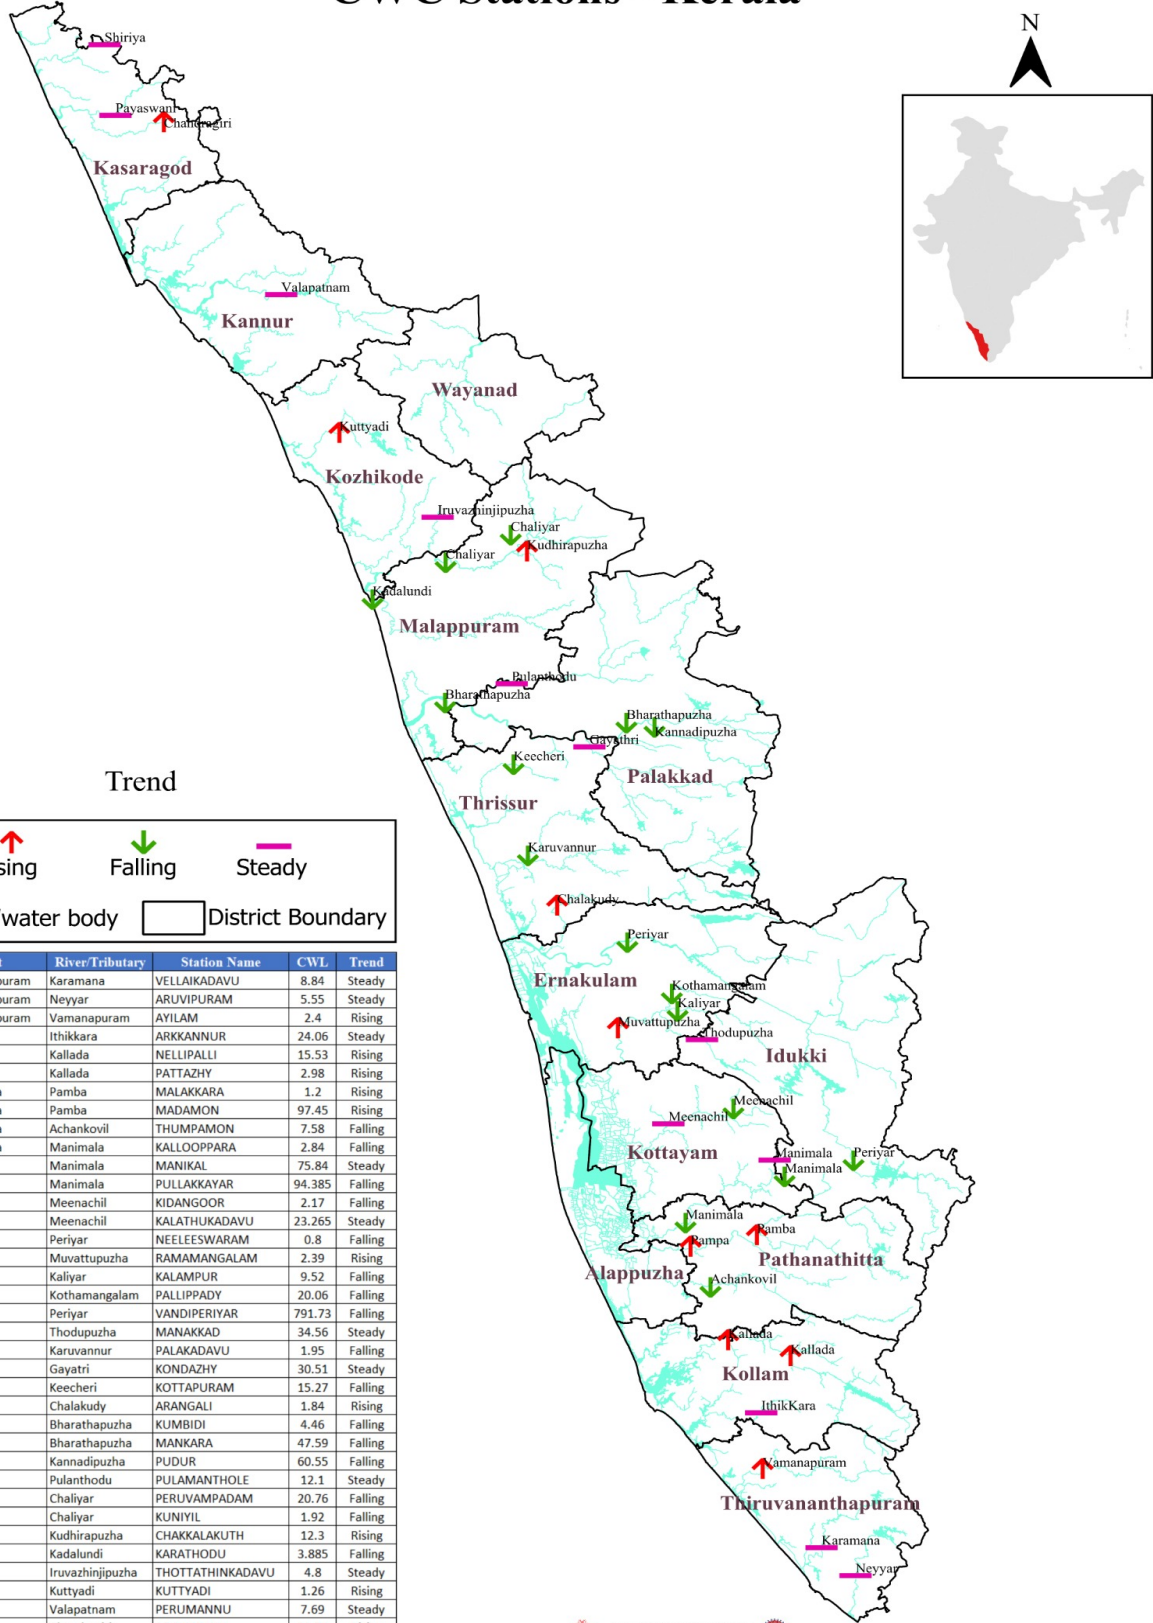 CWC Stations - Kerala
N
Shiriya
Payaswani
Chandragiri
Kasaragod
Valapatnam
Kannur
Wayanad
Kuttyadi
Kozhikode
Iruvazhinjipuzha
Chaliyar
Kudhirapuzha
Chaliyar
Kadalundi
Malappuram
Pulanthodu
Bharathapuzha
Bharathapuzha
Kannadipuzha
Gayathri
Keecheri
Palakkad
Thrissur
Karuvannur
Chalakudy
Periyar
Ernakulam
Kothamangalam
Kaliyar
Muvattupuzha
Thodupuzha
Idukki
Meenachil
Meenachil
Kottayam
Manimala
Periyar
Manimala
Manimala
Pamba
Pampa
Pathanathitta
Alappuzha
Achankovil
Kallada
Kallada
Kollam
IthikKara
Vamanapuram
Thiruvananthapuram
Karamana
Neyyar
Trend
sing Falling Steady
water body District Boundary
t River/Tributary Station Name CWL Trend
puram Karamana VELLAIKADAVU 8.84 Steady
puram Neyyar ARUVIPURAM 5.55 Steady
puram Vamanapuram AYILAM 2.4 Rising
Ithikkara ARKKANNUR 24.06 Steady
Kallada NELLIPALLI 15.53 Rising
Kallada PATTAZHY 2.98 Rising
a Pamba MALAKKARA 1.2 Rising
a Pamba MADAMON 97.45 Rising
a Achankovil THUMPAMON 7.58 Falling
a Manimala KALLOOPPARA 2.84 Falling
Manimala MANIKAL 75.84 Steady
Manimala PULLAKKAYAR 94.385 Falling
Meenachil KIDANGOOR 2.17 Falling
Meenachil KALATHUKADAVU 23.265 Steady
Periyar NEELEESWARAM 0.8 Falling
Muvattupuzha RAMAMANGALAM 2.39 Rising
Kaliyar KALAMPUR 9.52 Falling
Kothamangalam PALLIPPADY 20.06 Falling
Periyar VANDIPERIYAR 791.73 Falling
Thodupuzha MANAKKAD 34.56 Steady
Karuvannur PALAKADAVU 1.95 Falling
Gayatri KONDAZHY 30.51 Steady
Keecheri KOTTAPURAM 15.27 Falling
Chalakudy ARANGALI 1.84 Rising
Bharathapuzha KUMBIDI 4.46 Falling
Bharathapuzha MANKARA 47.59 Falling
Kannadipuzha PUDUR 60.55 Falling
Pulanthodu PULAMANTHOLE 12.1 Steady
Chaliyar PERUVAMPADAM 20.76 Falling
Chaliyar KUNIYIL 1.92 Falling
Kudhirapuzha CHAKKALAKUTH 12.3 Rising
Kadalundi KARATHODU 3.885 Falling
Iruvazhinjipuzha THOTTATHINKADAVU 4.8 Steady
Kuttyadi KUTTYADI 1.26 Rising
Valapatnam PERUMANNU 7.69 Steady